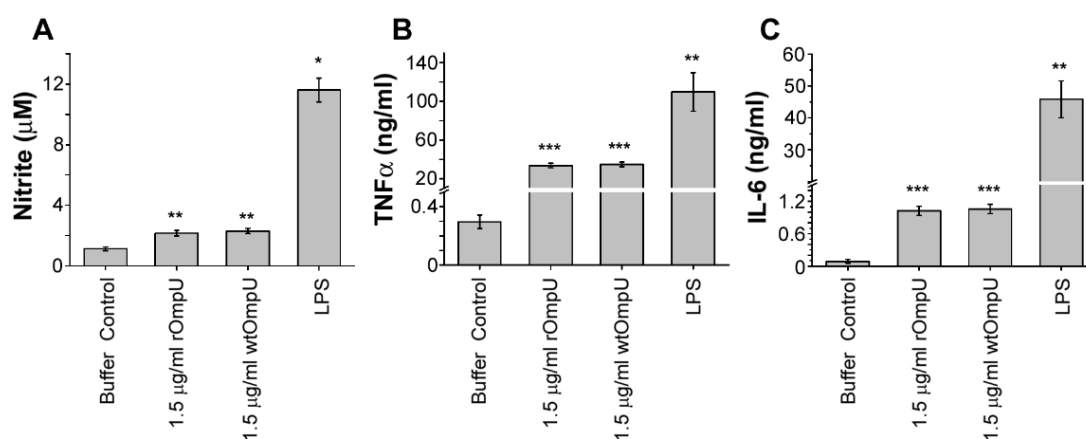 A
Nitrite (μM)
12
8
4
0
*
**
**
Buffer Control
1.5 μg/ml rOmpU
1.5 μg/ml wtOmpU
LPS
B
TNFα (ng/ml)
140
100
60
20
0.4
0
**
***
***
Buffer Control
1.5 μg/ml rOmpU
1.5 μg/ml wtOmpU
LPS
C
IL-6 (ng/ml)
60
45
30
1.2
0.6
0
**
***
***
Buffer Control
1.5 μg/ml rOmpU
1.5 μg/ml wtOmpU
LPS